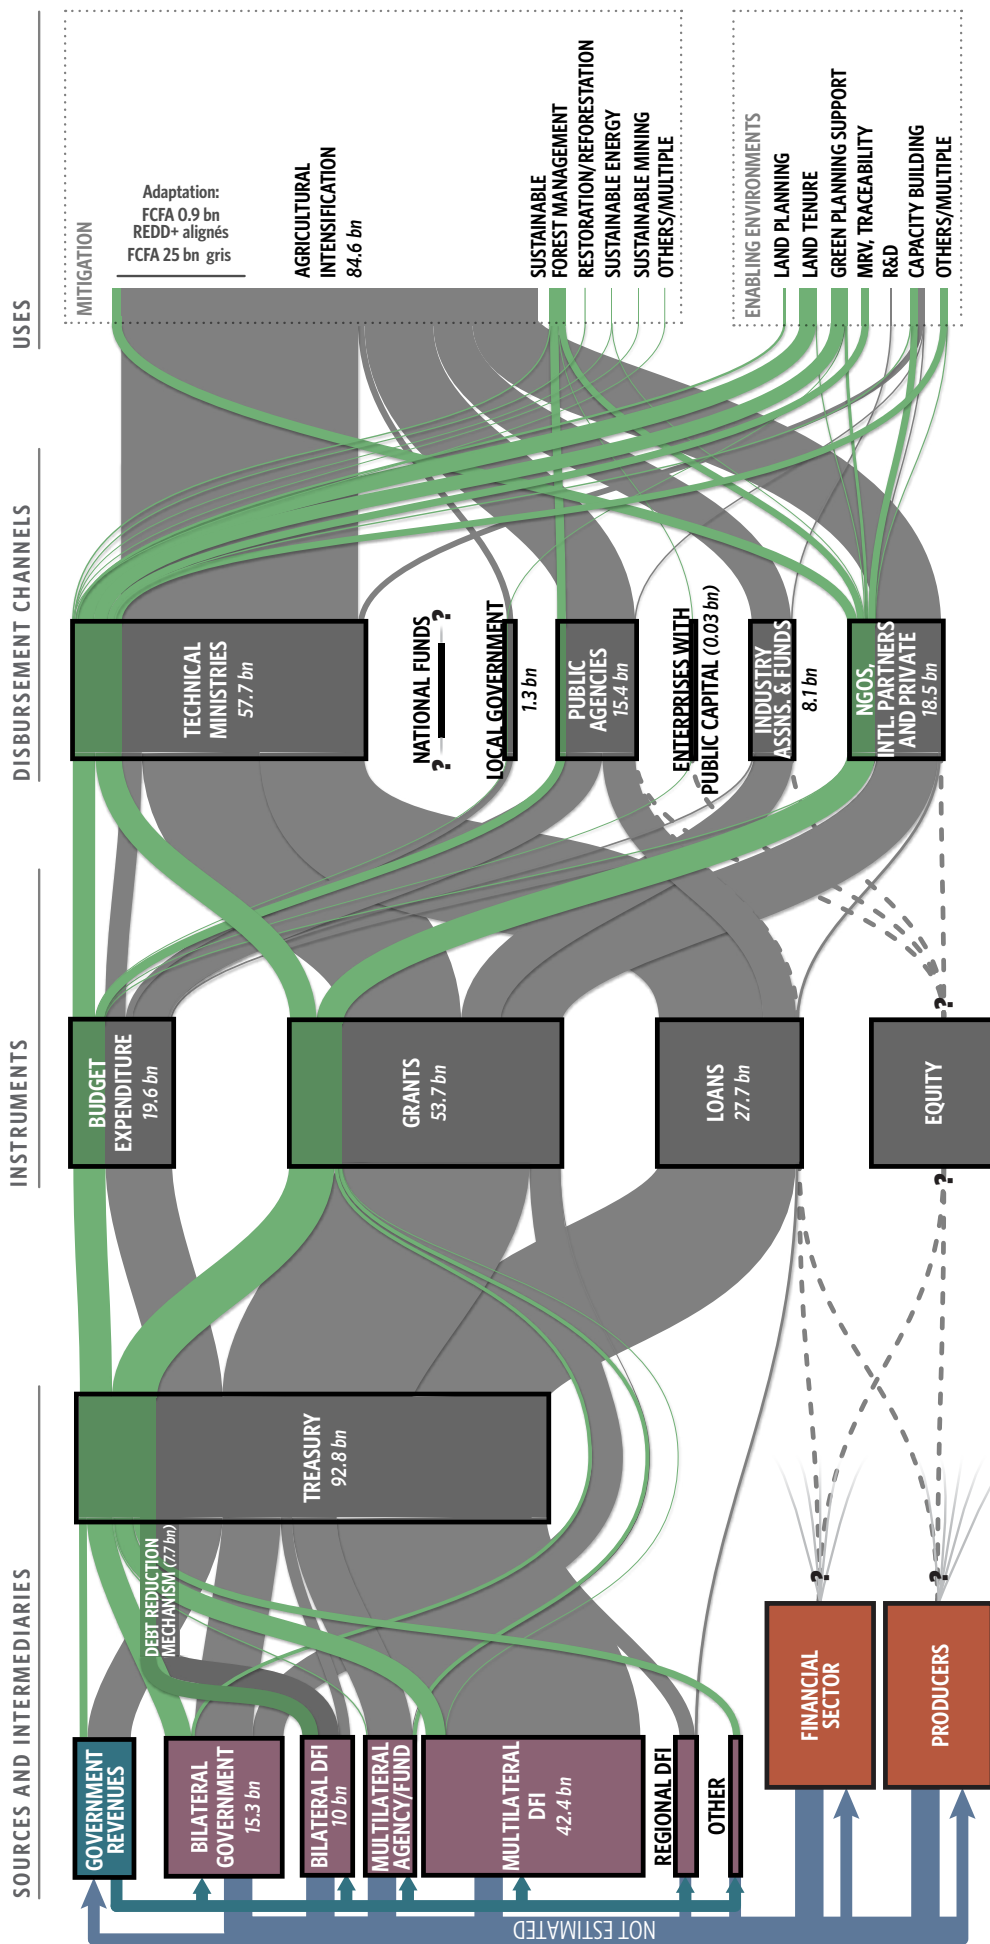 SOURCES AND INTERMEDIARIES
INSTRUMENTS
DISBURSEMENT CHANNELS
USES
GOVERNMENT
REVENUES
BILATERAL
GOVERNMENT
15.3 bn
BILATERAL DFI
10 bn
MULTILATERAL
AGENCY/FUND
MULTILATERAL
DFI
42.4 bn
REGIONAL DFI
OTHER
FINANCIAL
SECTOR
PRODUCERS
NOT ESTIMATED
DEBT REDUCTION
MECHANISM (7.7 bn)
TREASURY
92.8 bn
?
?
BUDGET
EXPENDITURE
19.6 bn
GRANTS
53.7 bn
LOANS
27.7 bn
EQUITY
?
?
TECHNICAL
MINISTRIES
57.7 bn
NATIONAL FUNDS
?
?
LOCAL GOVERNMENT
1.3 bn
PUBLIC
AGENCIES
15.4 bn
ENTERPRISES WITH
PUBLIC CAPITAL (0.03 bn)
INDUSTRY
ASSNS. & FUNDS
8.1 bn
NGOS,
INTL. PARTNERS
AND PRIVATE
18.5 bn
MITIGATION
Adaptation:
FCFA 0.9 bn
REDD+ alignés
FCFA 25 bn gris
AGRICULTURAL
INTENSIFICATION
84.6 bn
SUSTAINABLE
FOREST MANAGEMENT
RESTORATION/REFORESTATION
SUSTAINABLE ENERGY
SUSTAINABLE MINING
OTHERS/MULTIPLE
ENABLING ENVIRONMENTS
LAND PLANNING
LAND TENURE
GREEN PLANNING SUPPORT
MRV, TRACEABILITY
R&D
CAPACITY BUILDING
OTHERS/MULTIPLE